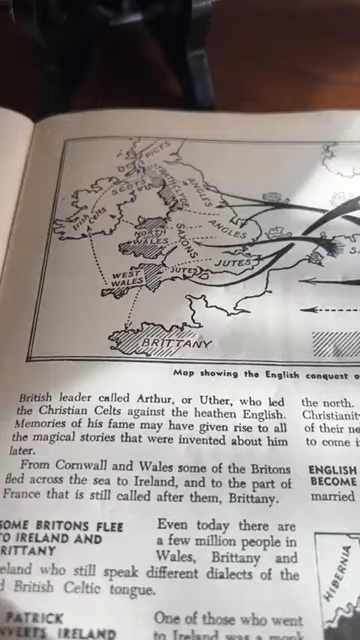 PICTS
SCOTS
STRATHCLYDE
ANGLES
Irish Celts
ANGLES
NORTH WALES
SAXONS
JUTES
JUTES
WEST WALES
BRITTANY
Map showing the English conquest o
British leader called Arthur, or Uther, who led
the Christian Celts against the heathen English.
Memories of his fame may have given rise to all
the magical stories that were invented about him
later.
From Cornwall and Wales some of the Britons
fled across the sea to Ireland, and to the part of
France that is still called after them, Brittany.
SOME BRITONS FLEE
TO IRELAND AND
BRITTANY
Even today there are
a few million people in
Wales, Brittany and
eland who still speak different dialects of the
d British Celtic tongue.
PATRICK
NVERTS IRELAND
One of those who went
to Ireland was a monk
the north.
Christianit
of their ne
to come i
ENGLISH
BECOME
married
HIBERNIA